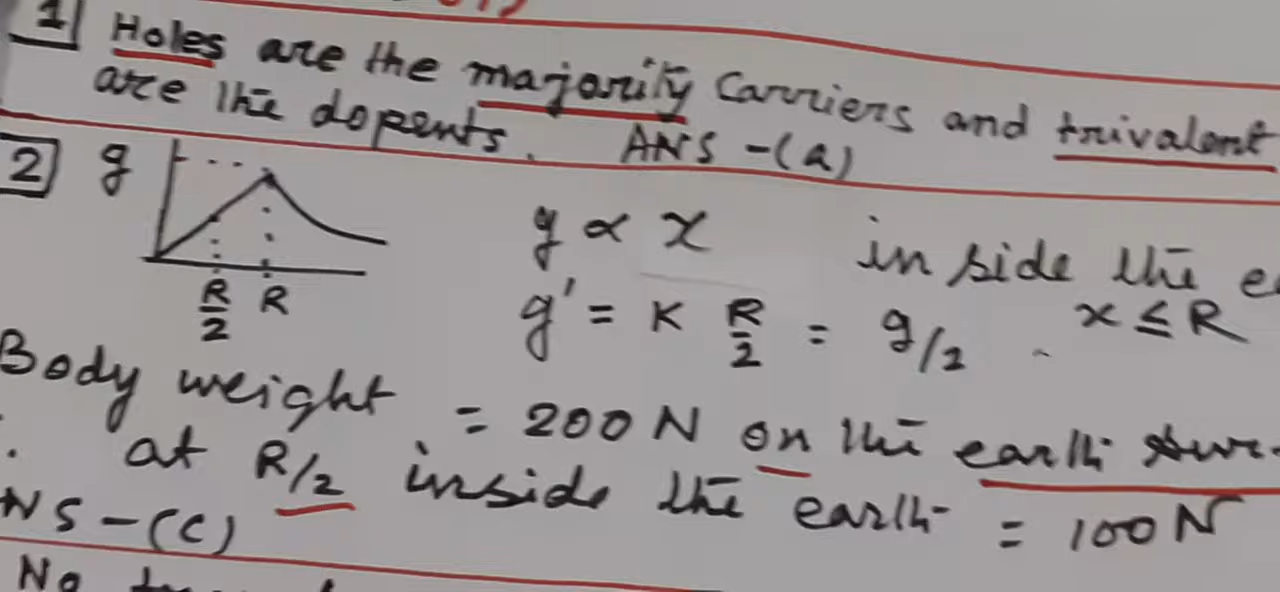 1 Holes are the majority Carriers and trivalent
are the dopents. ANS -(a)
2 g
R/2 R
g ∝ x inside the
g' = K R/2 = g/2. x ≤ R
Body weight = 200 N on the earth
at R/2 inside the earth = 100 N
NS -(C)
No